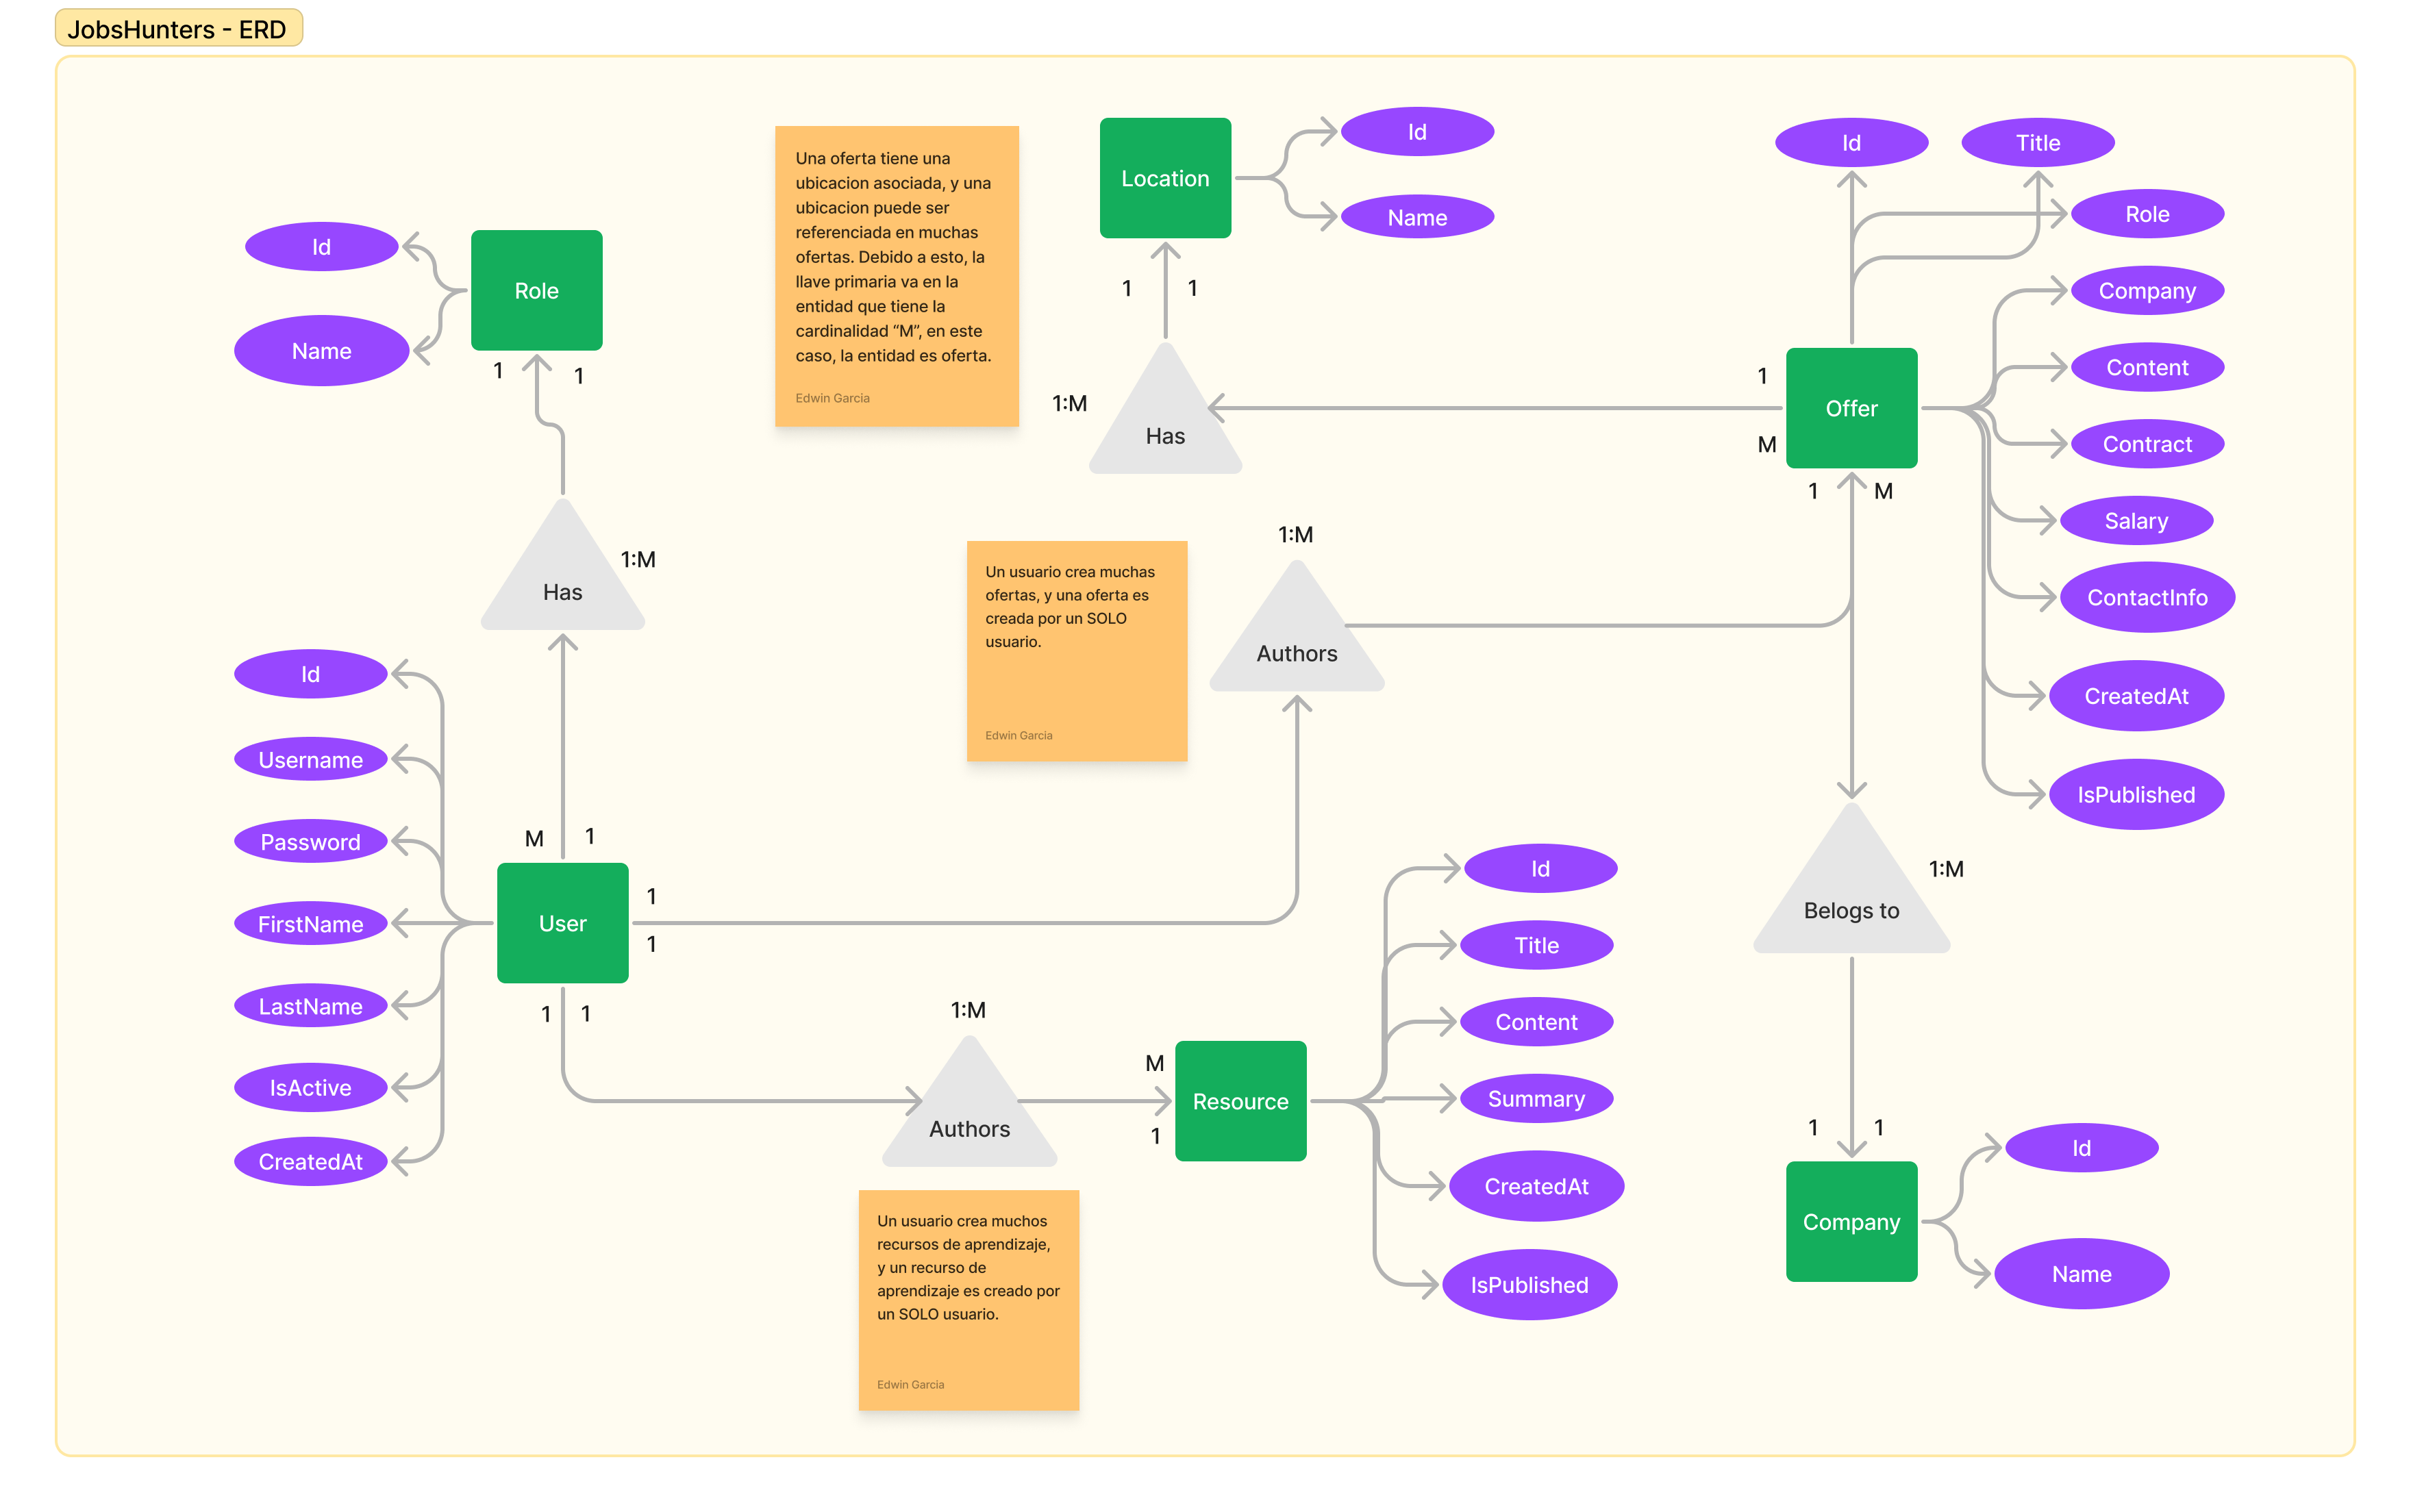 JobsHunters - ERD
Una oferta tiene una
ubicacion asociada, y una
ubicacion puede ser
referenciada en muchas
ofertas. Debido a esto, la
llave primaria va en la
entidad que tiene la
cardinalidad “M”, en este
caso, la entidad es oferta.
Edwin Garcia
Location
Id
Name
1
1
1:M
Has
Id
Name
Role
1
1
Has
1:M
Id
Title
Role
Company
Content
Contract
Salary
ContactInfo
CreatedAt
IsPublished
Offer
1
M
1
M
Un usuario crea muchas
ofertas, y una oferta es
creada por un SOLO
usuario.
Edwin Garcia
1:M
Authors
Id
Username
Password
FirstName
LastName
IsActive
CreatedAt
M
1
User
1
1
1
1
1:M
Authors
M
1
Resource
Id
Title
Content
Summary
CreatedAt
IsPublished
Un usuario crea muchos
recursos de aprendizaje,
y un recurso de
aprendizaje es creado por
un SOLO usuario.
Edwin Garcia
Belogs to
1:M
1
1
Company
Id
Name